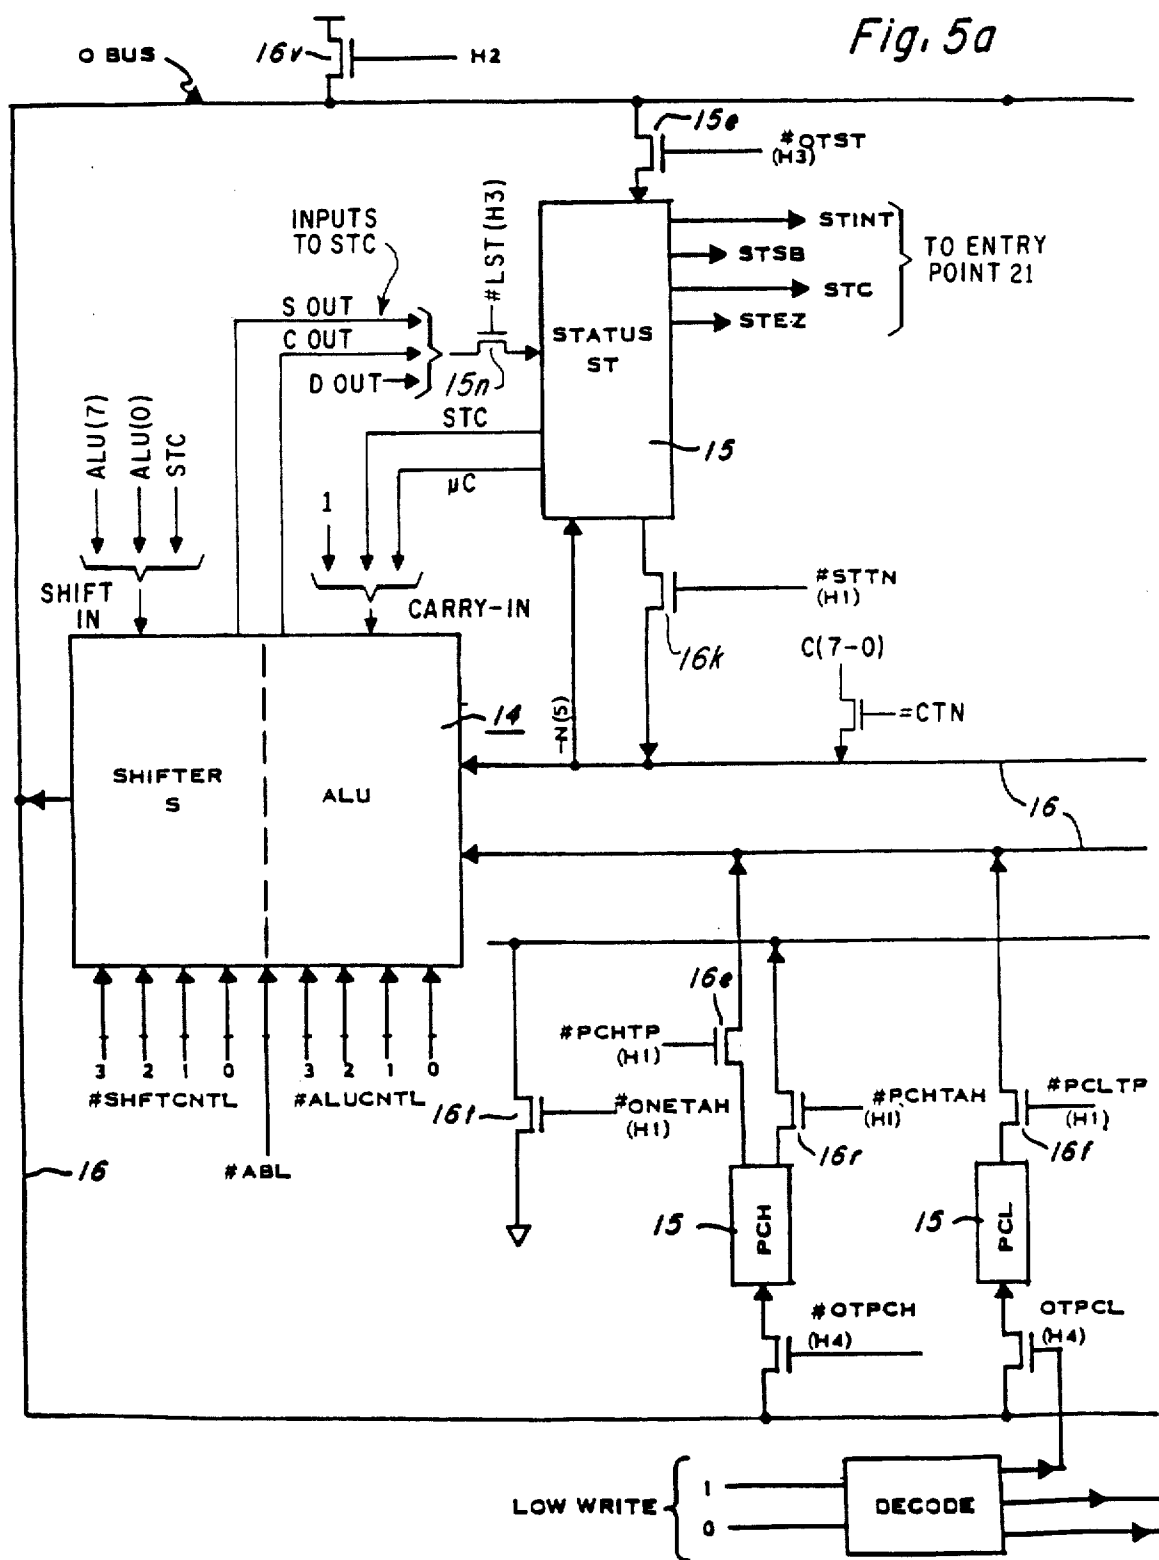 Fig. 5a
O BUS
16v
H2
15e
#OTST
(H3)
INPUTS
TO STC
#LST(H3)
STINT
STSB
STC
STEZ
TO ENTRY
POINT 21
S OUT
C OUT
D OUT
15n
STATUS
ST
15
STC
µC
ALU(7)
ALU(0)
STC
1
SHIFT
IN
CARRY-IN
#STTN
(H1)
16k
C(7-0)
=CTN
14
-N(S)
SHIFTER
S
ALU
16
16e
#PCHTP
(H1)
3 2 1 0 3 2 1 0
#SHFTCNTL #ALUCNTL
16t
#ONETAH
(H1)
#PCHTAH
(H1)
16r
#PCLTP
(H1)
16f
16
#ABL
15
PCH
15
PCL
#OTPCH
(H4)
OTPCL
(H4)
LOW WRITE
1
0
DECODE